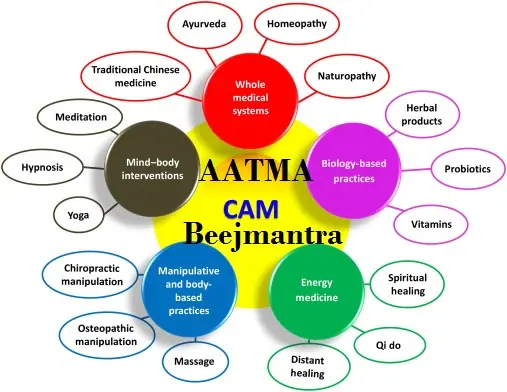 Ayurveda
Homeopathy
Traditional Chinese
medicine
Naturopathy
Whole
medical
systems
Meditation
Hypnosis
Yoga
Mind–body
interventions
AATMA
CAM
Beejmantra
Biology-based
practices
Herbal
products
Probiotics
Vitamins
Chiropractic
manipulation
Osteopathic
manipulation
Massage
Manipulative
and body-
based
practices
Energy
medicine
Spiritual
healing
Qi do
Distant
healing